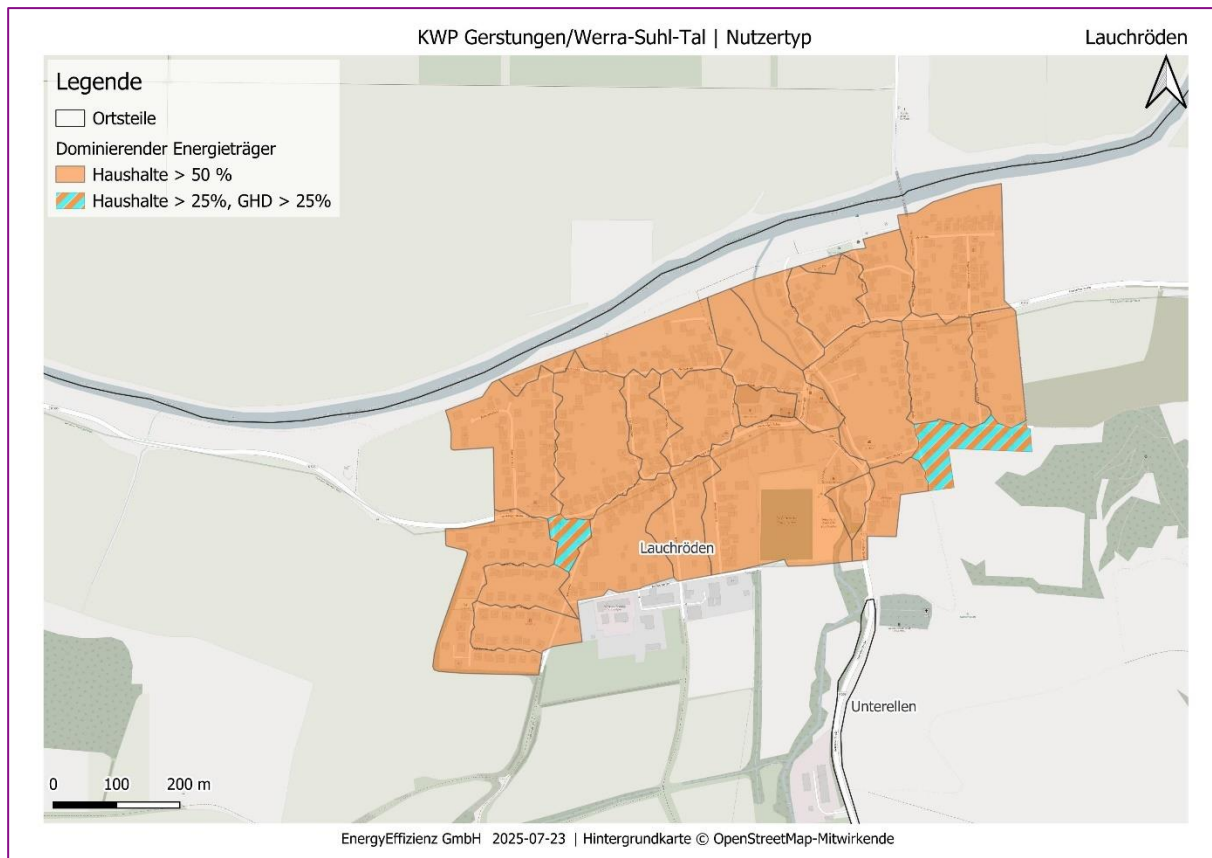 KWP Gerstungen/Werra-Suhl-Tal | Nutzertyp
Lauchröden
Legende
Ortsteile
Dominierender Energieträger
Haushalte > 50 %
Haushalte > 25%, GHD > 25%
Lauchröden
Unterellen
0 100 200 m
EnergyEffizienz GmbH 2025-07-23 | Hintergrundkarte © OpenStreetMap-Mitwirkende